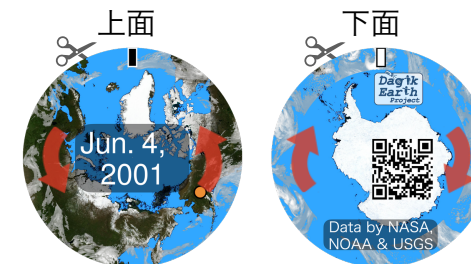 上面
下面
Jun. 4,
2001
Dagik
Earth
Project
Data by NASA,
NOAA & USGS